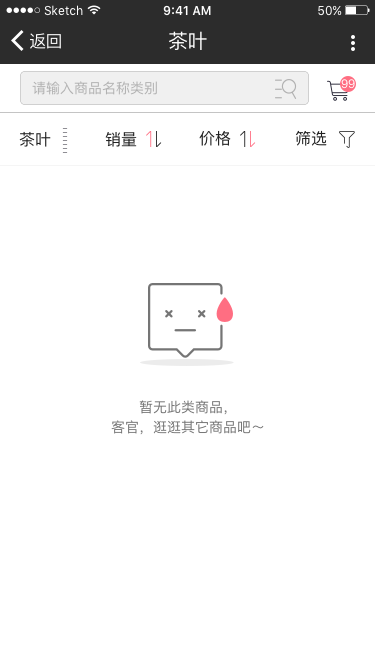 Sketch 9:41 AM 50%
返回 茶叶
请输入商品名称类别 99
茶叶 销量 价格 筛选
暂无此类商品,
客官，逛逛其它商品吧～